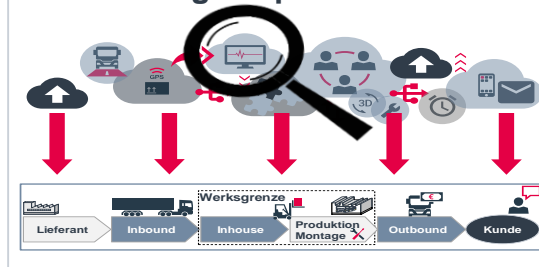 GPS
3D
€
Werksgrenze
Lieferant
Inbound
Inhouse
Produktion
Montage
Outbound
Kunde